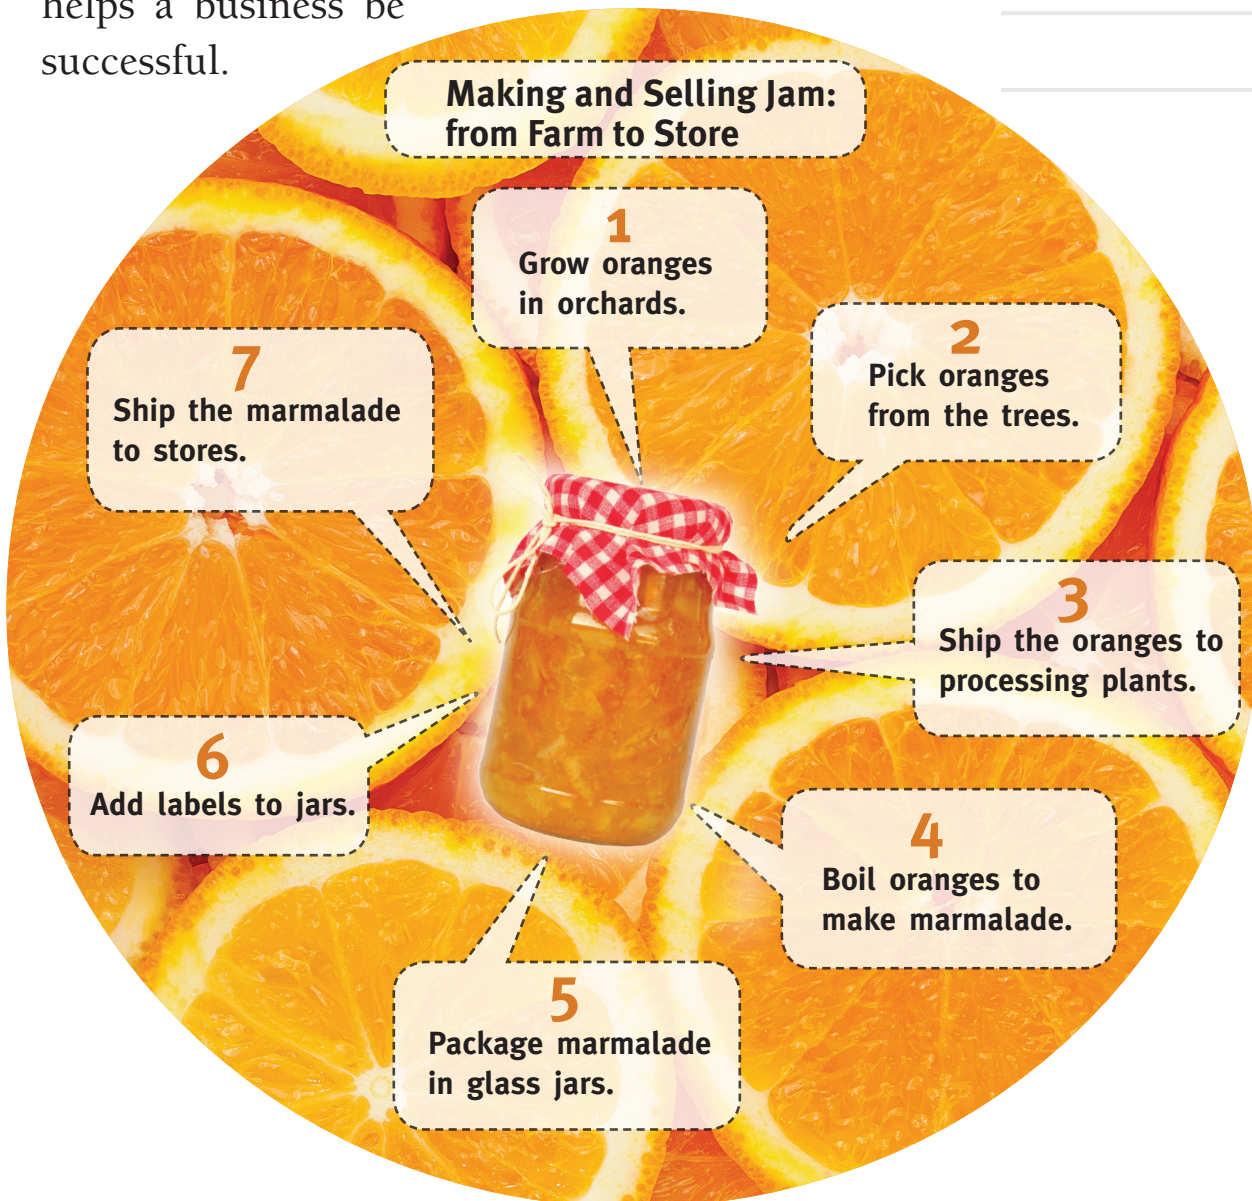 helps a business be
successful.
Making and Selling Jam:
from Farm to Store
1
Grow oranges
in orchards.
2
Pick oranges
from the trees.
3
Ship the oranges to
processing plants.
4
Boil oranges to
make marmalade.
5
Package marmalade
in glass jars.
6
Add labels to jars.
7
Ship the marmalade
to stores.